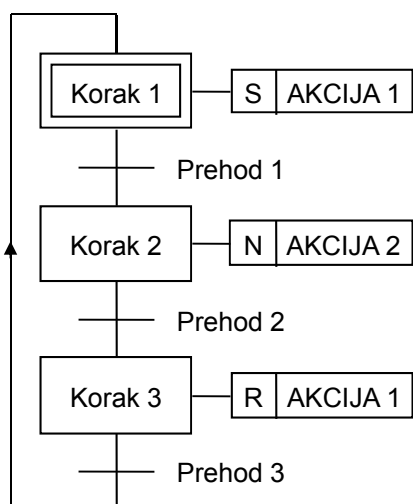 Korak 1 S AKCIJA 1
Prehod 1
Korak 2 N AKCIJA 2
Prehod 2
Korak 3 R AKCIJA 1
Prehod 3